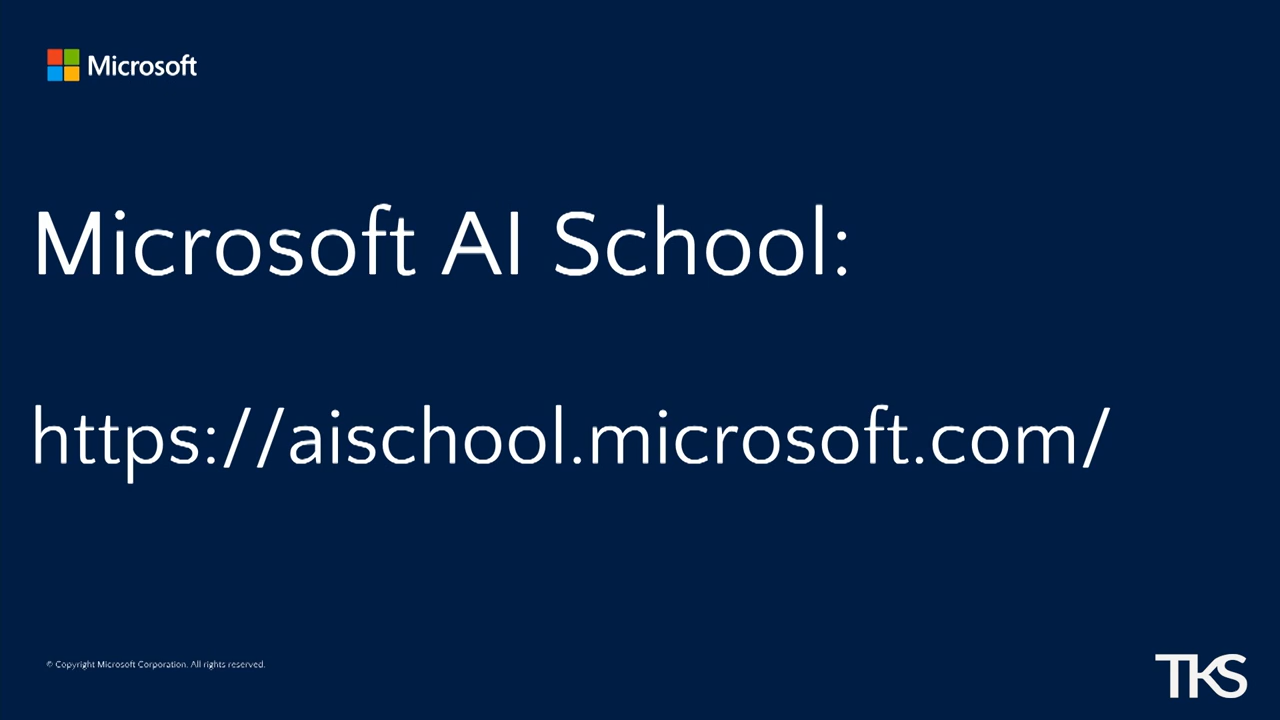 Microsoft
Microsoft AI School:
https://aischool.microsoft.com/
© Copyright Microsoft Corporation. All rights reserved.
TKS